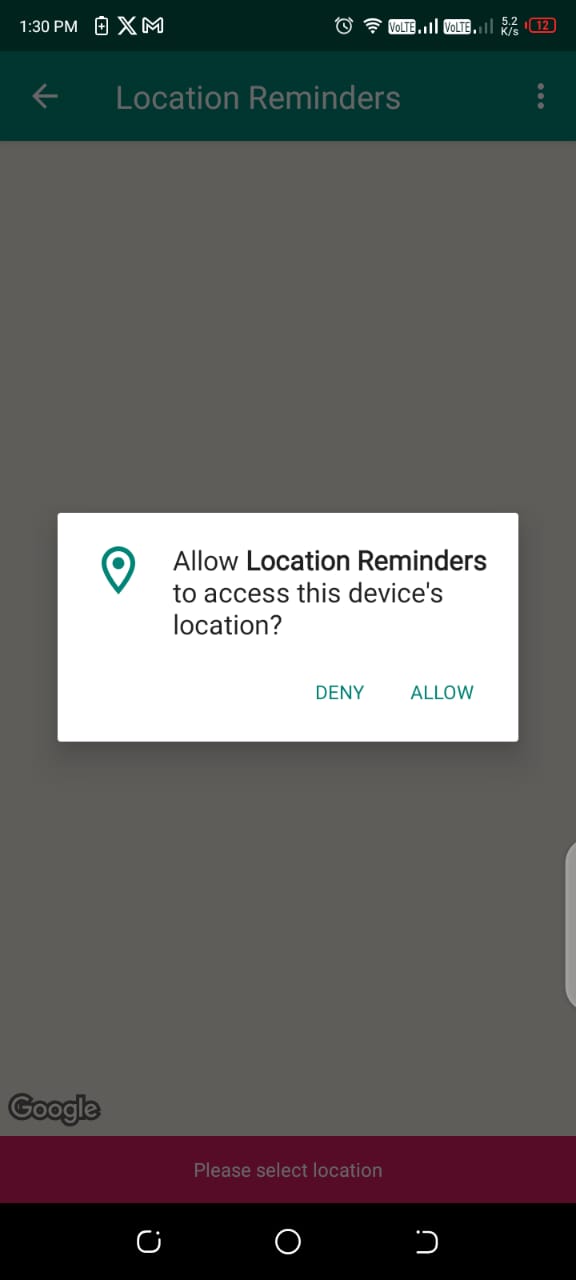 1:30 PM VoLTE VoLTE 5.2 K/s 12
Location Reminders
Allow Location Reminders
to access this device's
location?
DENY ALLOW
Google
Please select location